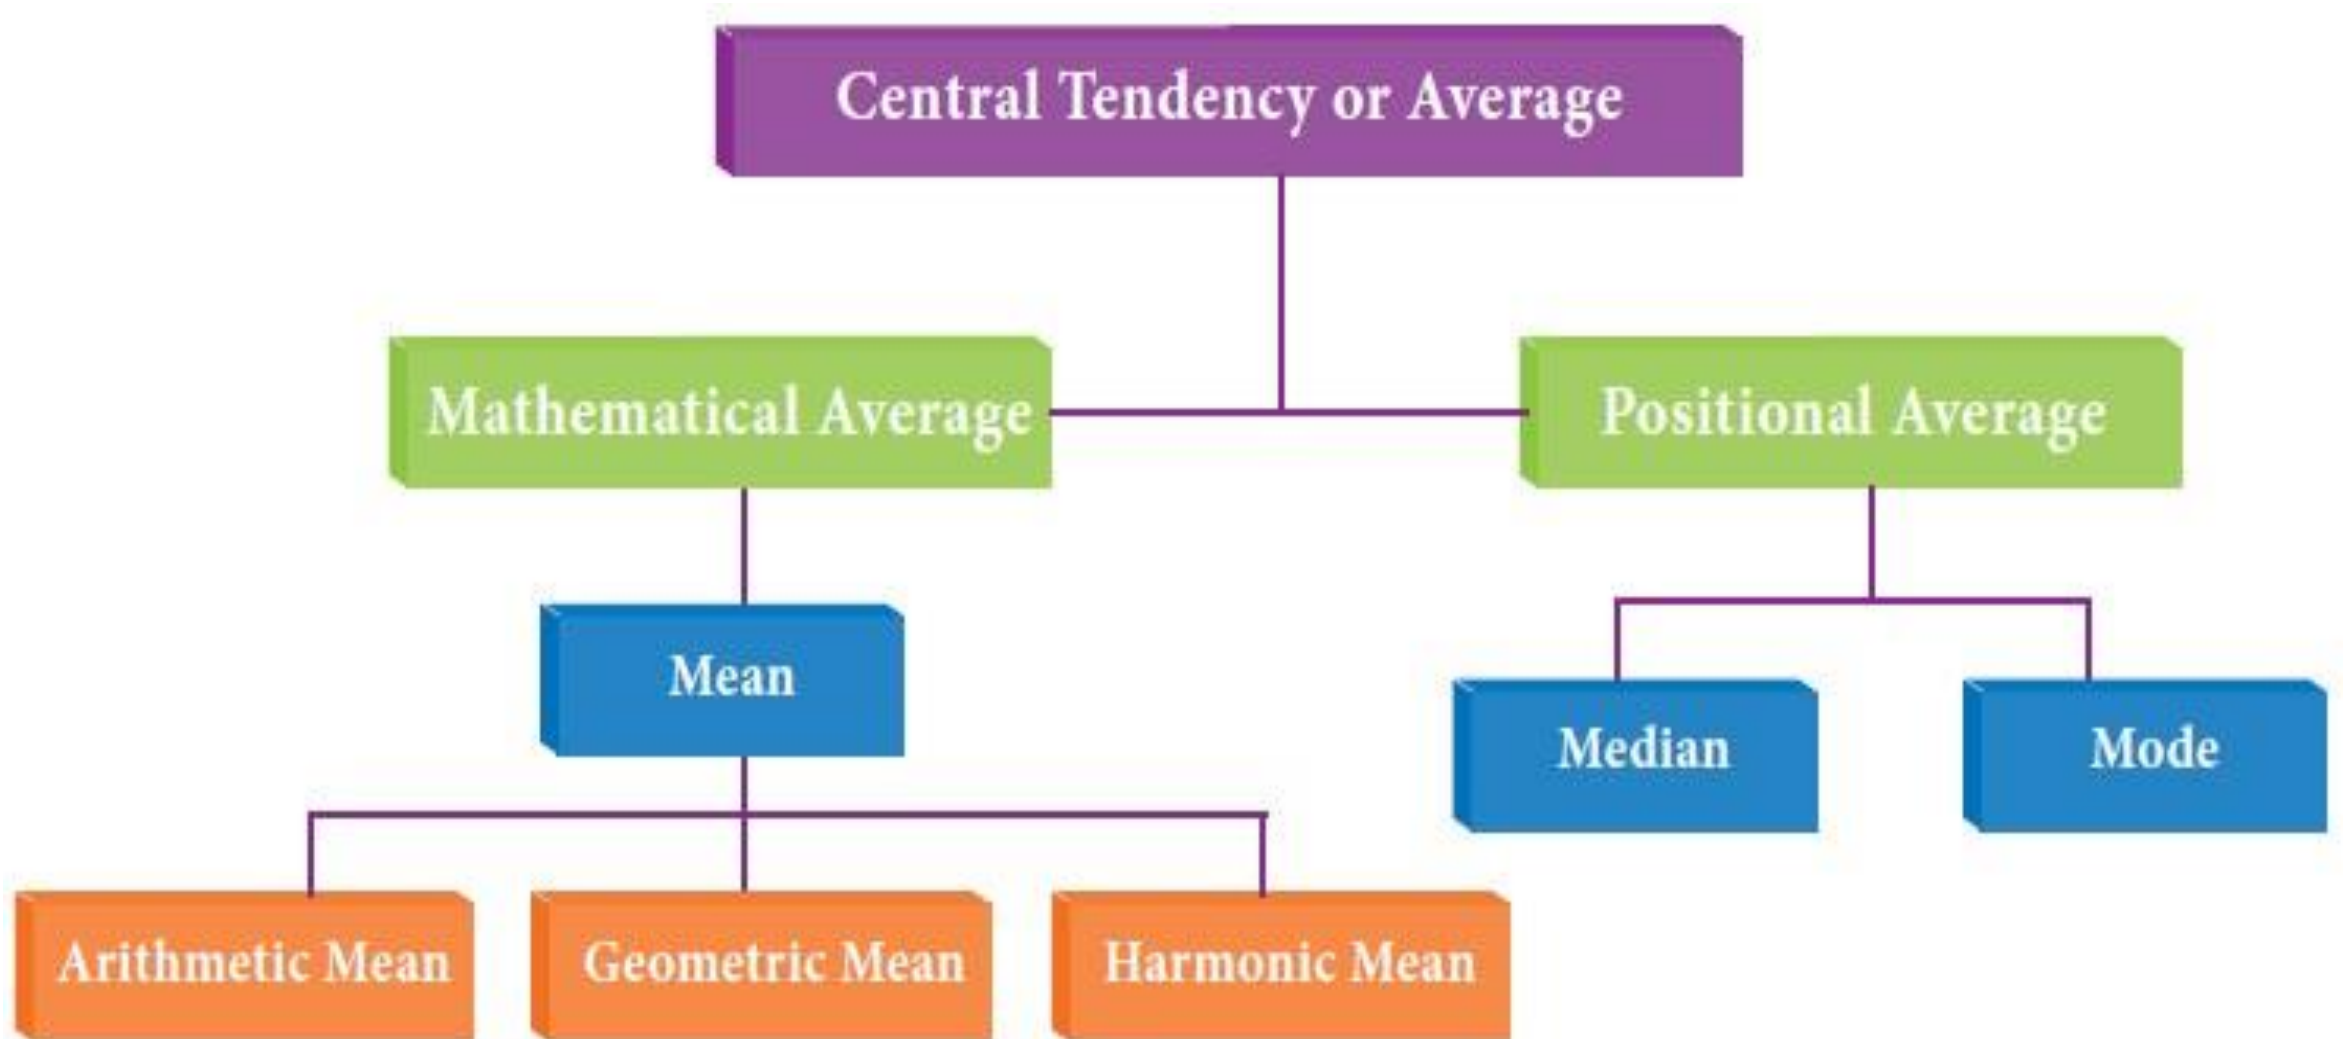 Central Tendency or Average
Mathematical Average
Positional Average
Mean
Median
Mode
Arithmetic Mean
Geometric Mean
Harmonic Mean